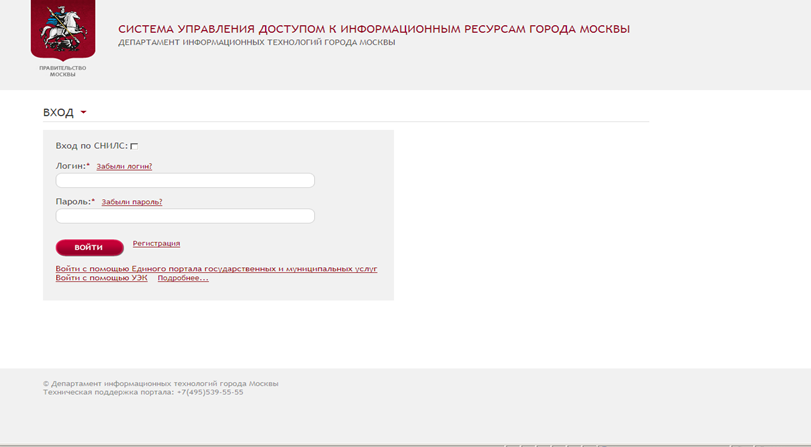 СИСТЕМА УПРАВЛЕНИЯ ДОСТУПОМ К ИНФОРМАЦИОННЫМ РЕСУРСАМ ГОРОДА МОСКВЫ
ДЕПАРТАМЕНТ ИНФОРМАЦИОННЫХ ТЕХНОЛОГИЙ ГОРОДА МОСКВЫ
ПРАВИТЕЛЬСТВО
МОСКВЫ
ВХОД
Вход по СНИЛС:
Логин:* Забыли логин?
Пароль:* Забыли пароль?
ВОЙТИ Регистрация
Войти с помощью Единого портала государственных и муниципальных услуг
Войти с помощью УЭК Подробнее...
© Департамент информационных технологий города Москвы
Техническая поддержка портала: +7(495)539-55-55